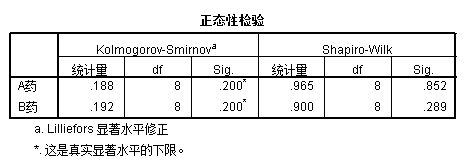 正态性检验
Kolmogorov-Smirnovᵃ Shapiro-Wilk
统计量 df Sig. 统计量 df Sig.
A药 .188 8 .200* .965 8 .852
B药 .192 8 .200* .900 8 .289
a. Lilliefors 显著水平修正
*. 这是真实显著水平的下限。